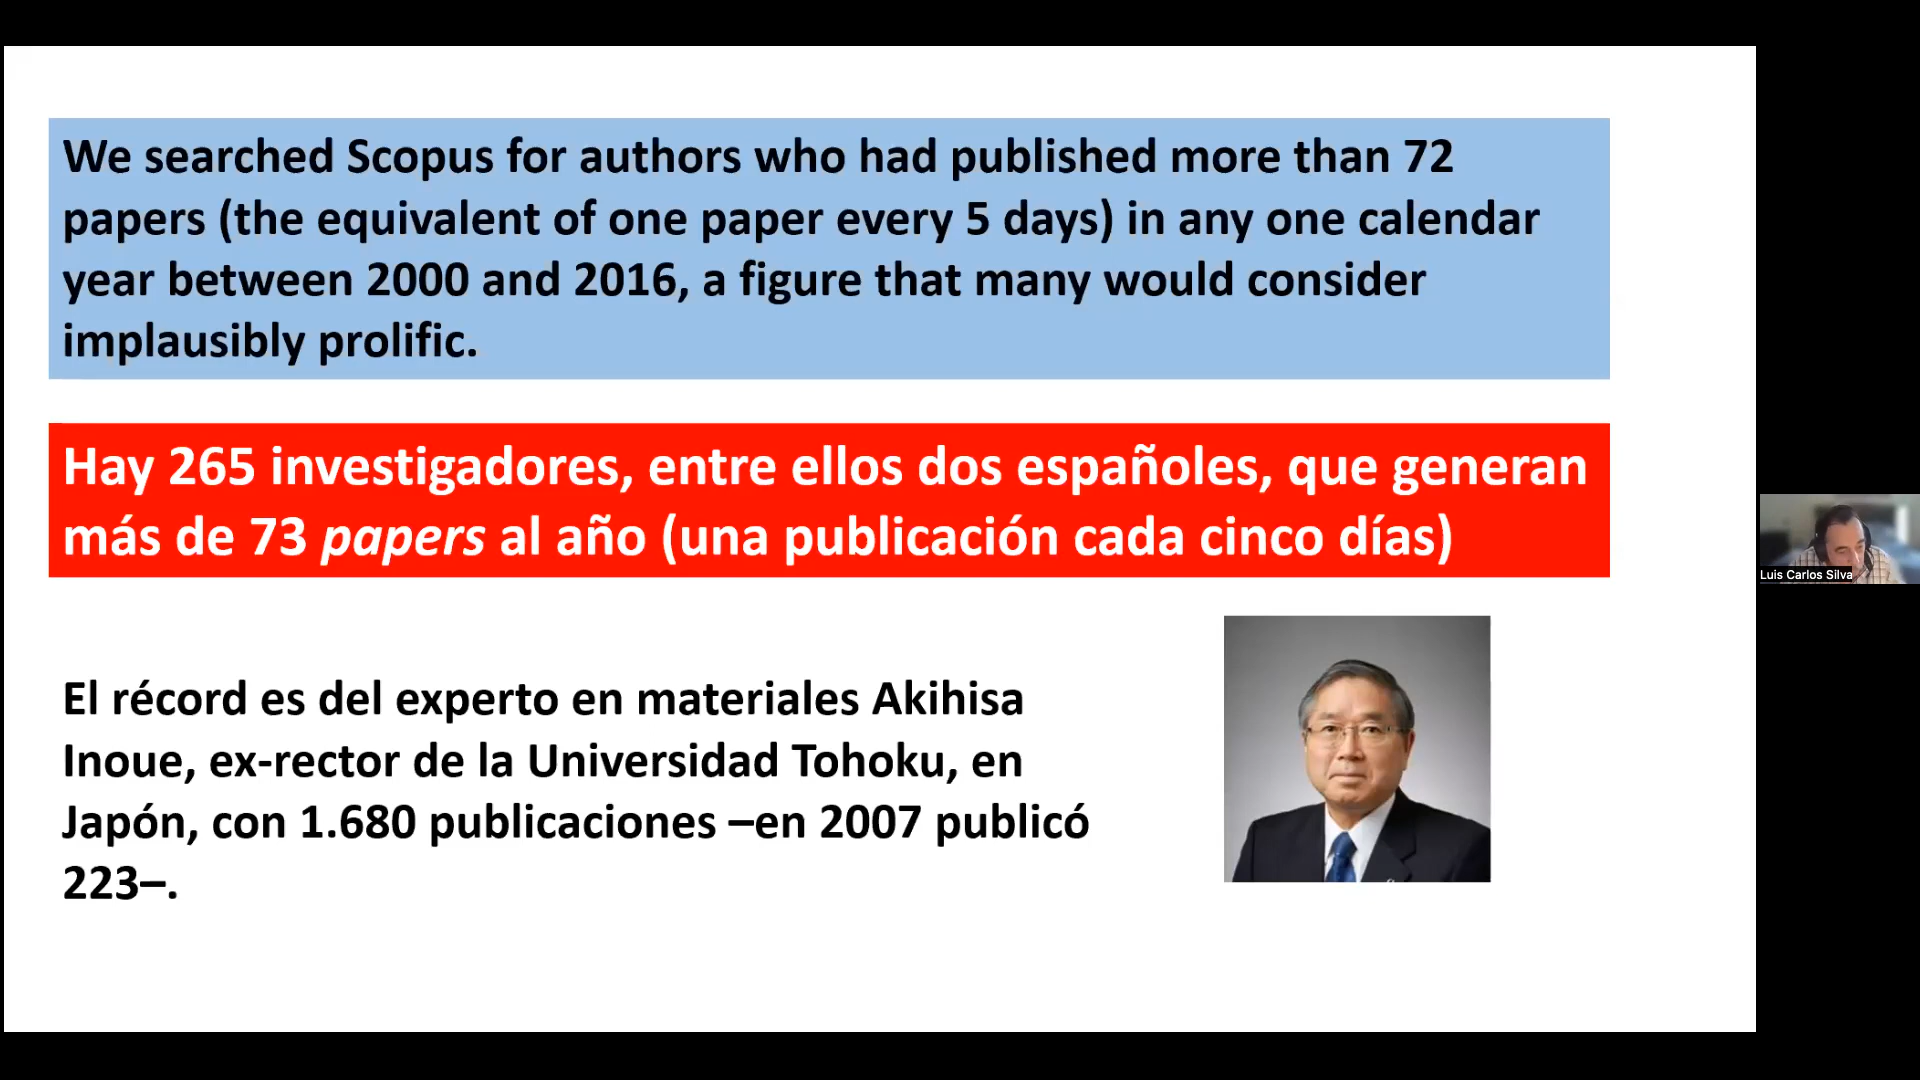 We searched Scopus for authors who had published more than 72
papers (the equivalent of one paper every 5 days) in any one calendar
year between 2000 and 2016, a figure that many would consider
implausibly prolific.
Hay 265 investigadores, entre ellos dos españoles, que generan
más de 73 papers al año (una publicación cada cinco días)
El récord es del experto en materiales Akihisa
Inoue, ex-rector de la Universidad Tohoku, en
Japón, con 1.680 publicaciones –en 2007 publicó
223–.
Luis Carlos Silva